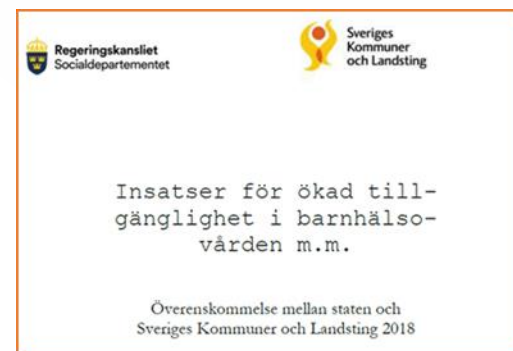 Regeringskansliet
Socialdepartementet
Sveriges
Kommuner
och Landsting
Insatser för ökad till-
gänglighet i barnhälso-
vården m.m.
Överenskommelse mellan staten och
Sveriges Kommuner och Landsting 2018